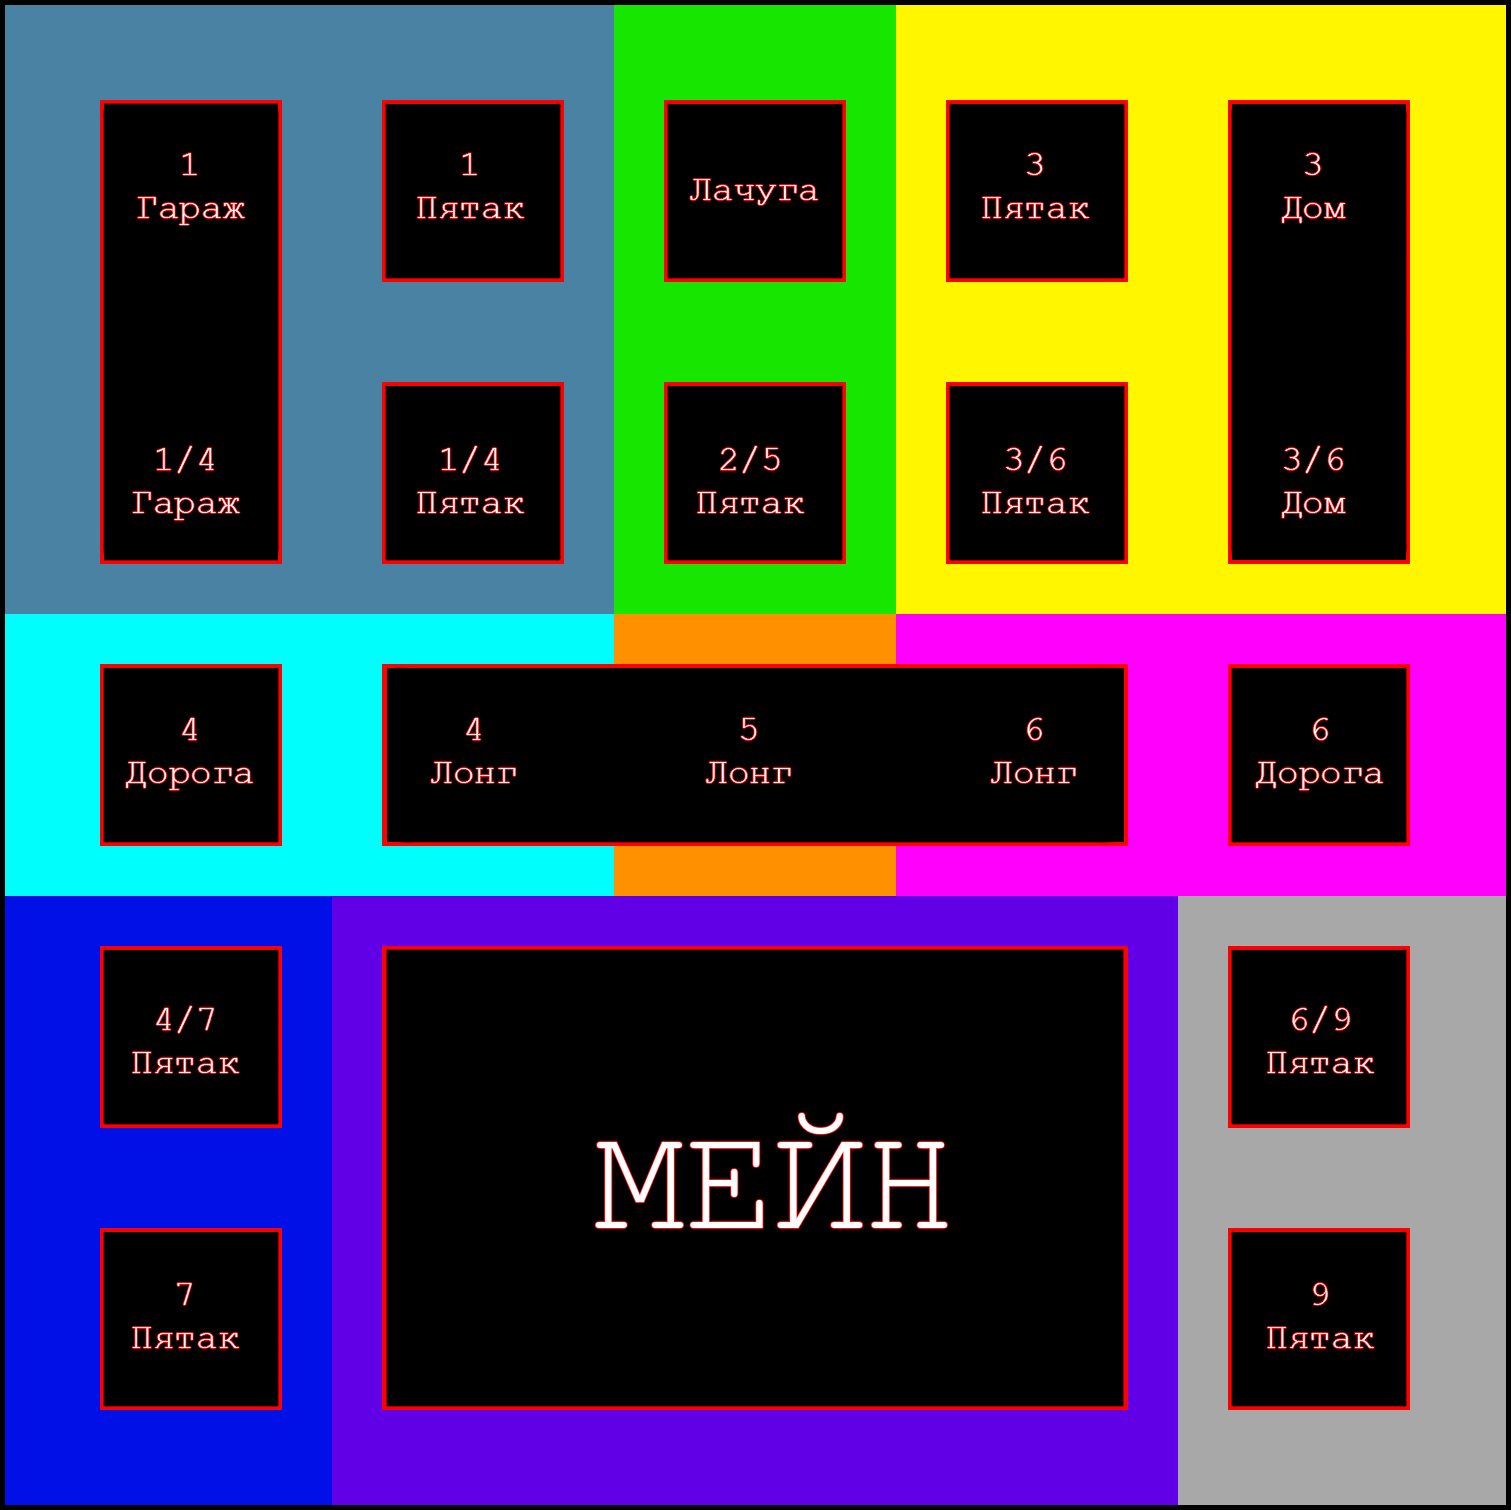 1
Гараж
1
Пятак
Лачуга
3
Пятак
3
Дом
1/4
Гараж
1/4
Пятак
2/5
Пятак
3/6
Пятак
3/6
Дом
4
Дорога
4
Лонг
5
Лонг
6
Лонг
6
Дорога
4/7
Пятак
МЕЙН
6/9
Пятак
7
Пятак
9
Пятак